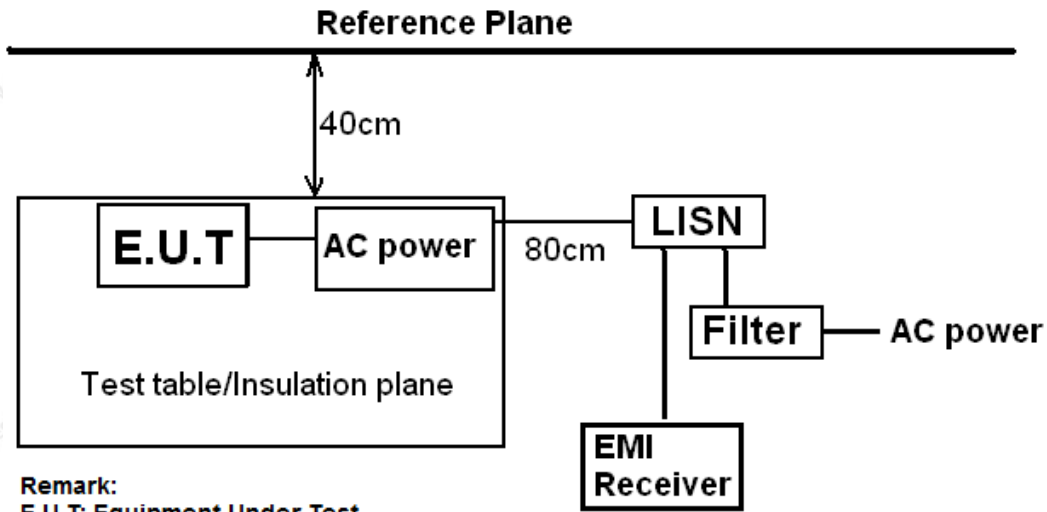 Reference Plane
40cm
E.U.T
AC power
80cm
LISN
Filter
AC power
Test table/Insulation plane
EMI
Receiver
Remark:
E.U.T: Equipment Under Test